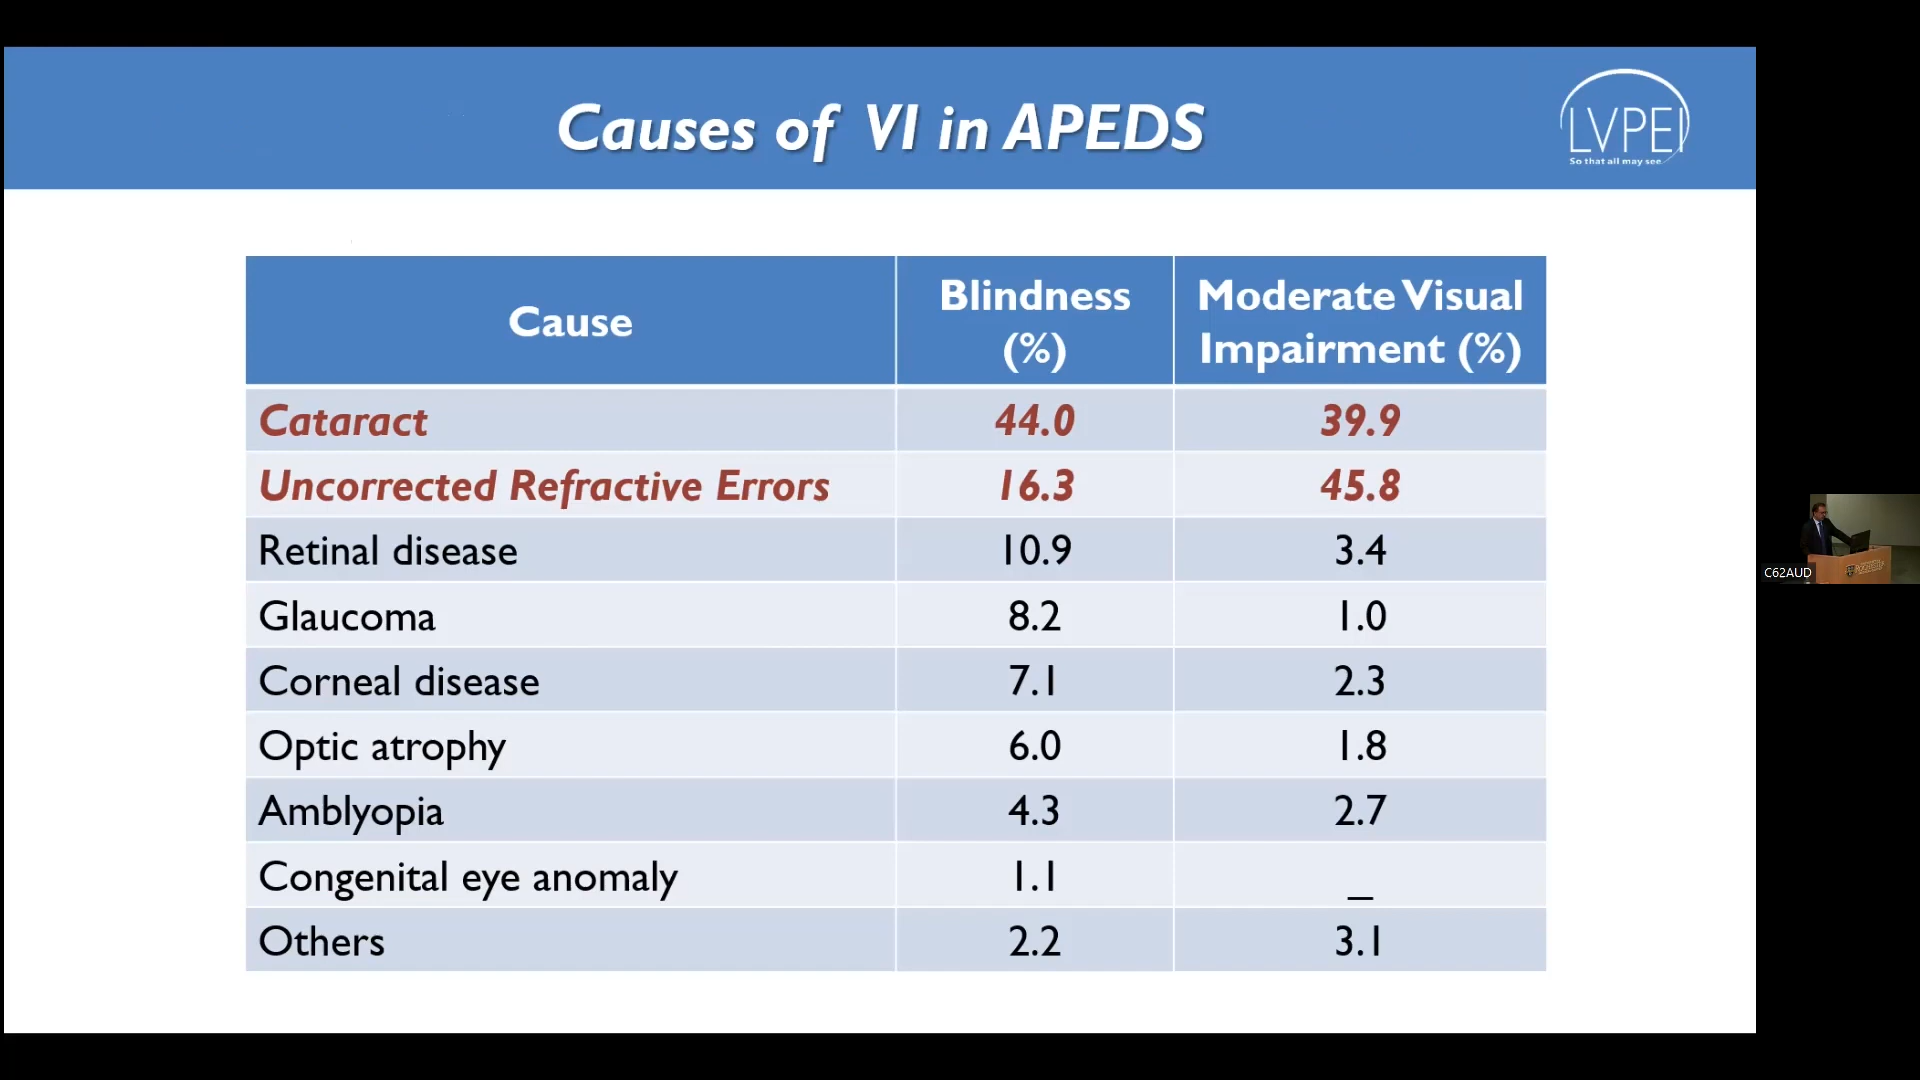 Causes of VI in APEDS
LVPEI
So that all may see
Cause
Blindness (%)
Moderate Visual Impairment (%)
Cataract 44.0 39.9
Uncorrected Refractive Errors 16.3 45.8
Retinal disease 10.9 3.4
Glaucoma 8.2 1.0
Corneal disease 7.1 2.3
Optic atrophy 6.0 1.8
Amblyopia 4.3 2.7
Congenital eye anomaly 1.1 _
Others 2.2 3.1
C62AUD